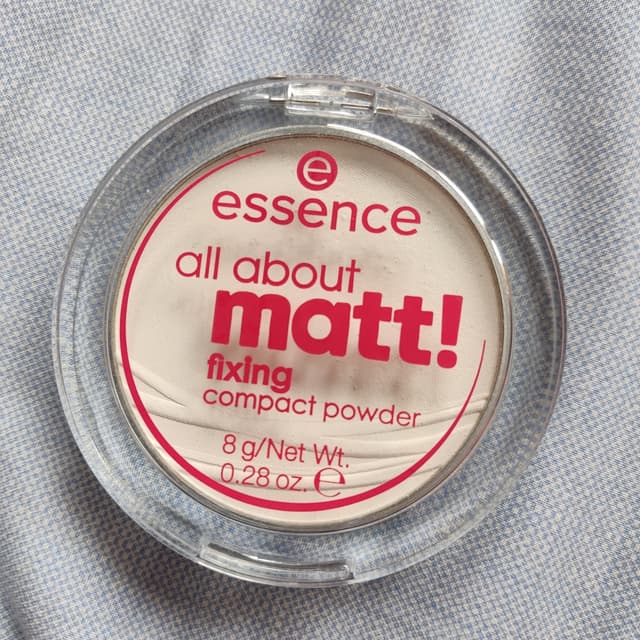 e
essence
all about
matt!
fixing
compact powder
8 g/Net Wt.
0.28 oz. ℮